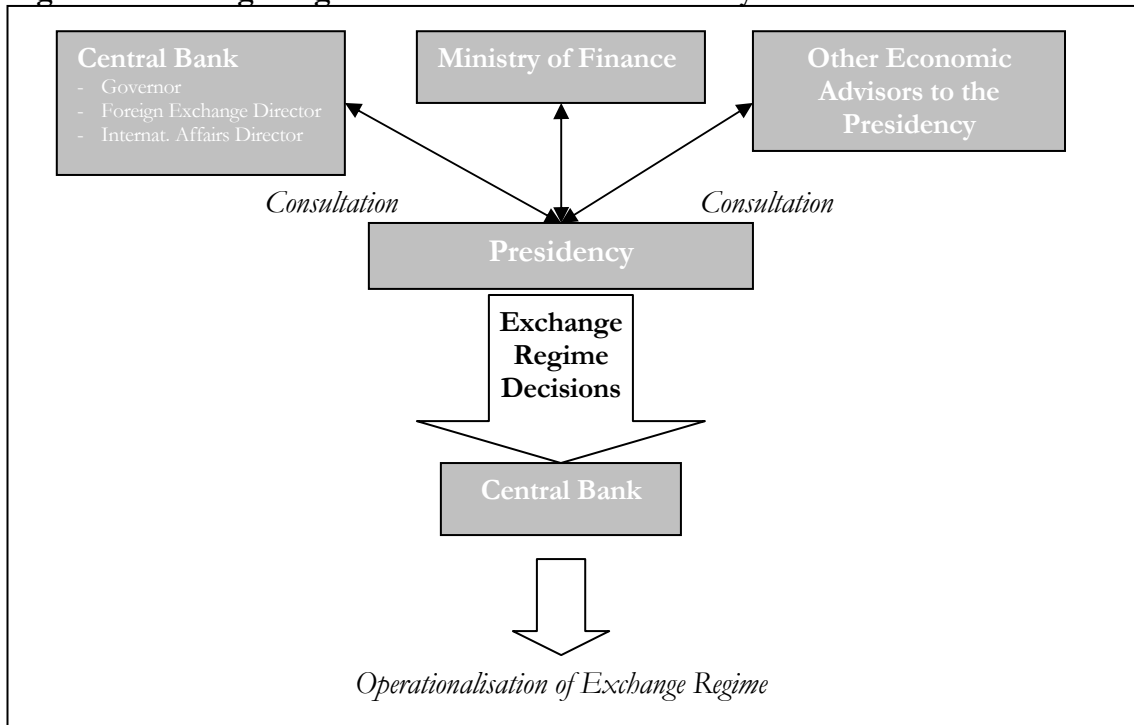 Central Bank
- Governor
- Foreign Exchange Director
- Internat. Affairs Director
Ministry of Finance
Other Economic
Advisors to the
Presidency
Consultation
Consultation
Presidency
Exchange
Regime
Decisions
Central Bank
Operationalisation of Exchange Regime